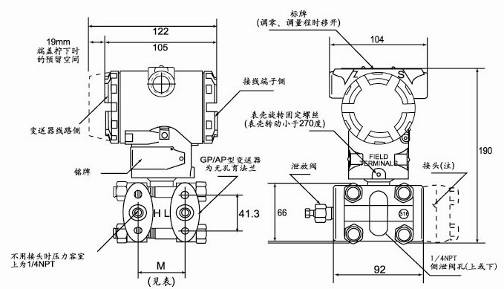 122
105
19mm
端盖拧下时
的预留空间
接线端子侧
变送器线路侧
铭牌
GP/AP型变送器
为无孔盲法兰
H L
41.3
不用接头时压力容室
上为1/4NPT
M
(见表)
标牌
(调零、调量程时移开)
104
Z S
表壳旋转固定螺丝
(表壳转动小于270度)
190
FIELD
TERMINALS
泄放阀
接头(注)
66
316
92
1/4NPT
侧泄阀孔(上或下)